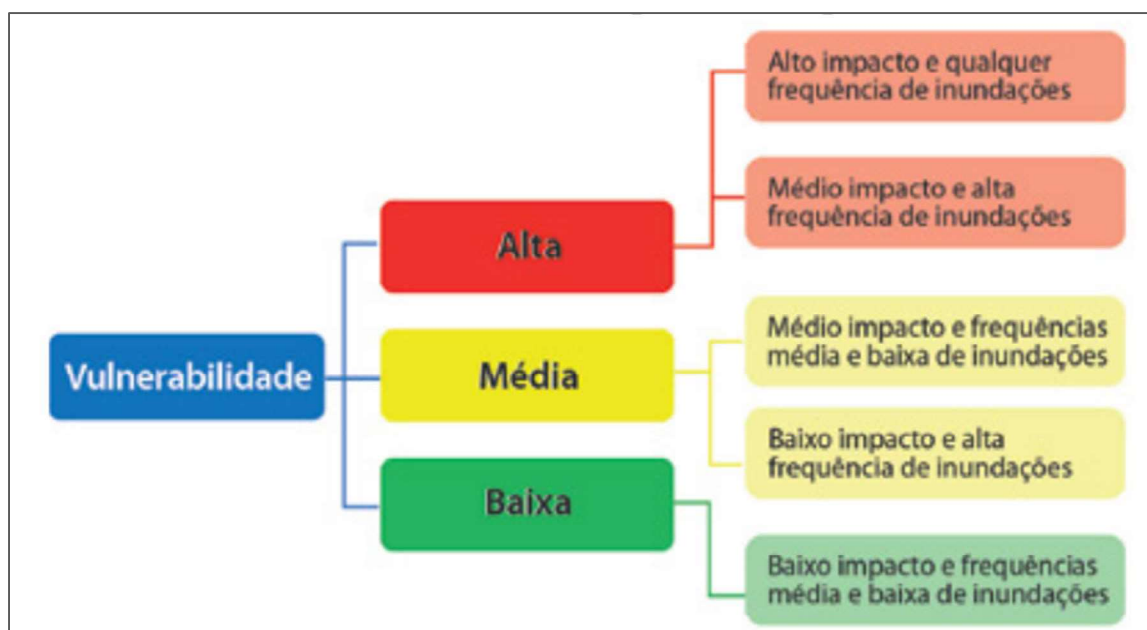 Vulnerabilidade
Alta
Alto impacto e qualquer
frequência de inundações
Médio impacto e alta
frequência de inundações
Média
Médio impacto e frequências
média e baixa de inundações
Baixo impacto e alta
frequência de inundações
Baixa
Baixo impacto e frequências
média e baixa de inundações